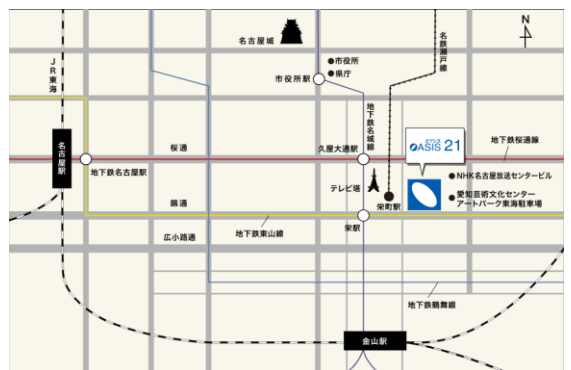 N
名古屋城
市役所
県庁
市役所駅
名鉄瀬戸線
JR東海
地下鉄名城線
名古屋駅
桜通
久屋大通駅
オアシス
OASIS 21
地下鉄桜通線
地下鉄名古屋駅
テレビ塔
NHK名古屋放送センタービル
栄町駅
愛知芸術文化センター
アートパーク東海駐車場
錦通
栄駅
地下鉄東山線
広小路通
地下鉄鶴舞線
金山駅